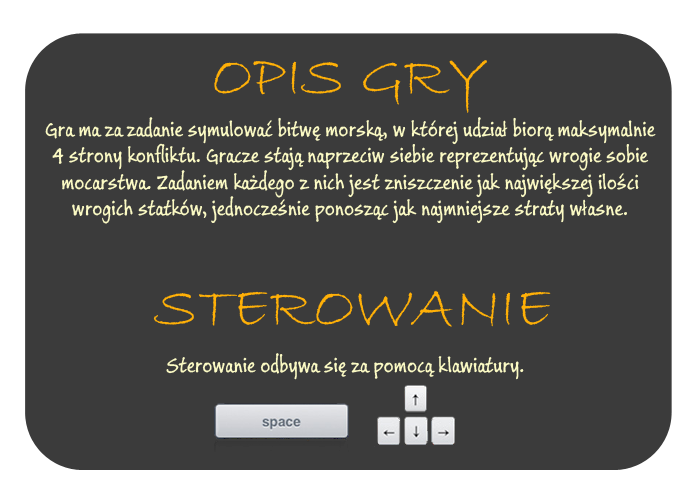 OPIS GRY
Gra ma za zadanie symulować bitwę morską, w której udział biorą maksymalnie
4 strony konfliktu. Gracze stają naprzeciw siebie reprezentując wrogie sobie
mocarstwa. Zadaniem każdego z nich jest zniszczenie jak największej ilości
wrogich statków, jednocześnie ponosząc jak najmniejsze straty własne.
STEROWANIE
Sterowanie odbywa się za pomocą klawiatury.
↑
space ← ↓ →